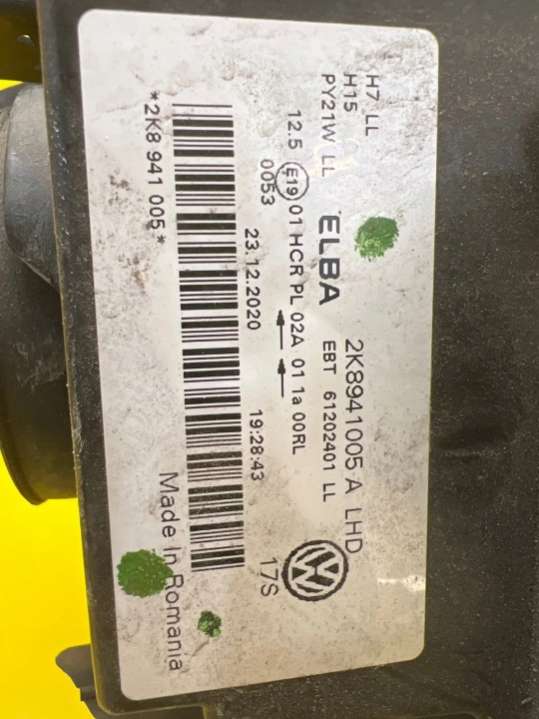 H7 LL
H15
PY21W LL
2K8941005 A LHD
EBT 61202401 LL
ELBA
12.5 E19 01 HCR PL 02A 01 1a 00RL
0053
23.12.2020 19:28:43
17S
*2K8 941 005*
Made In Romania